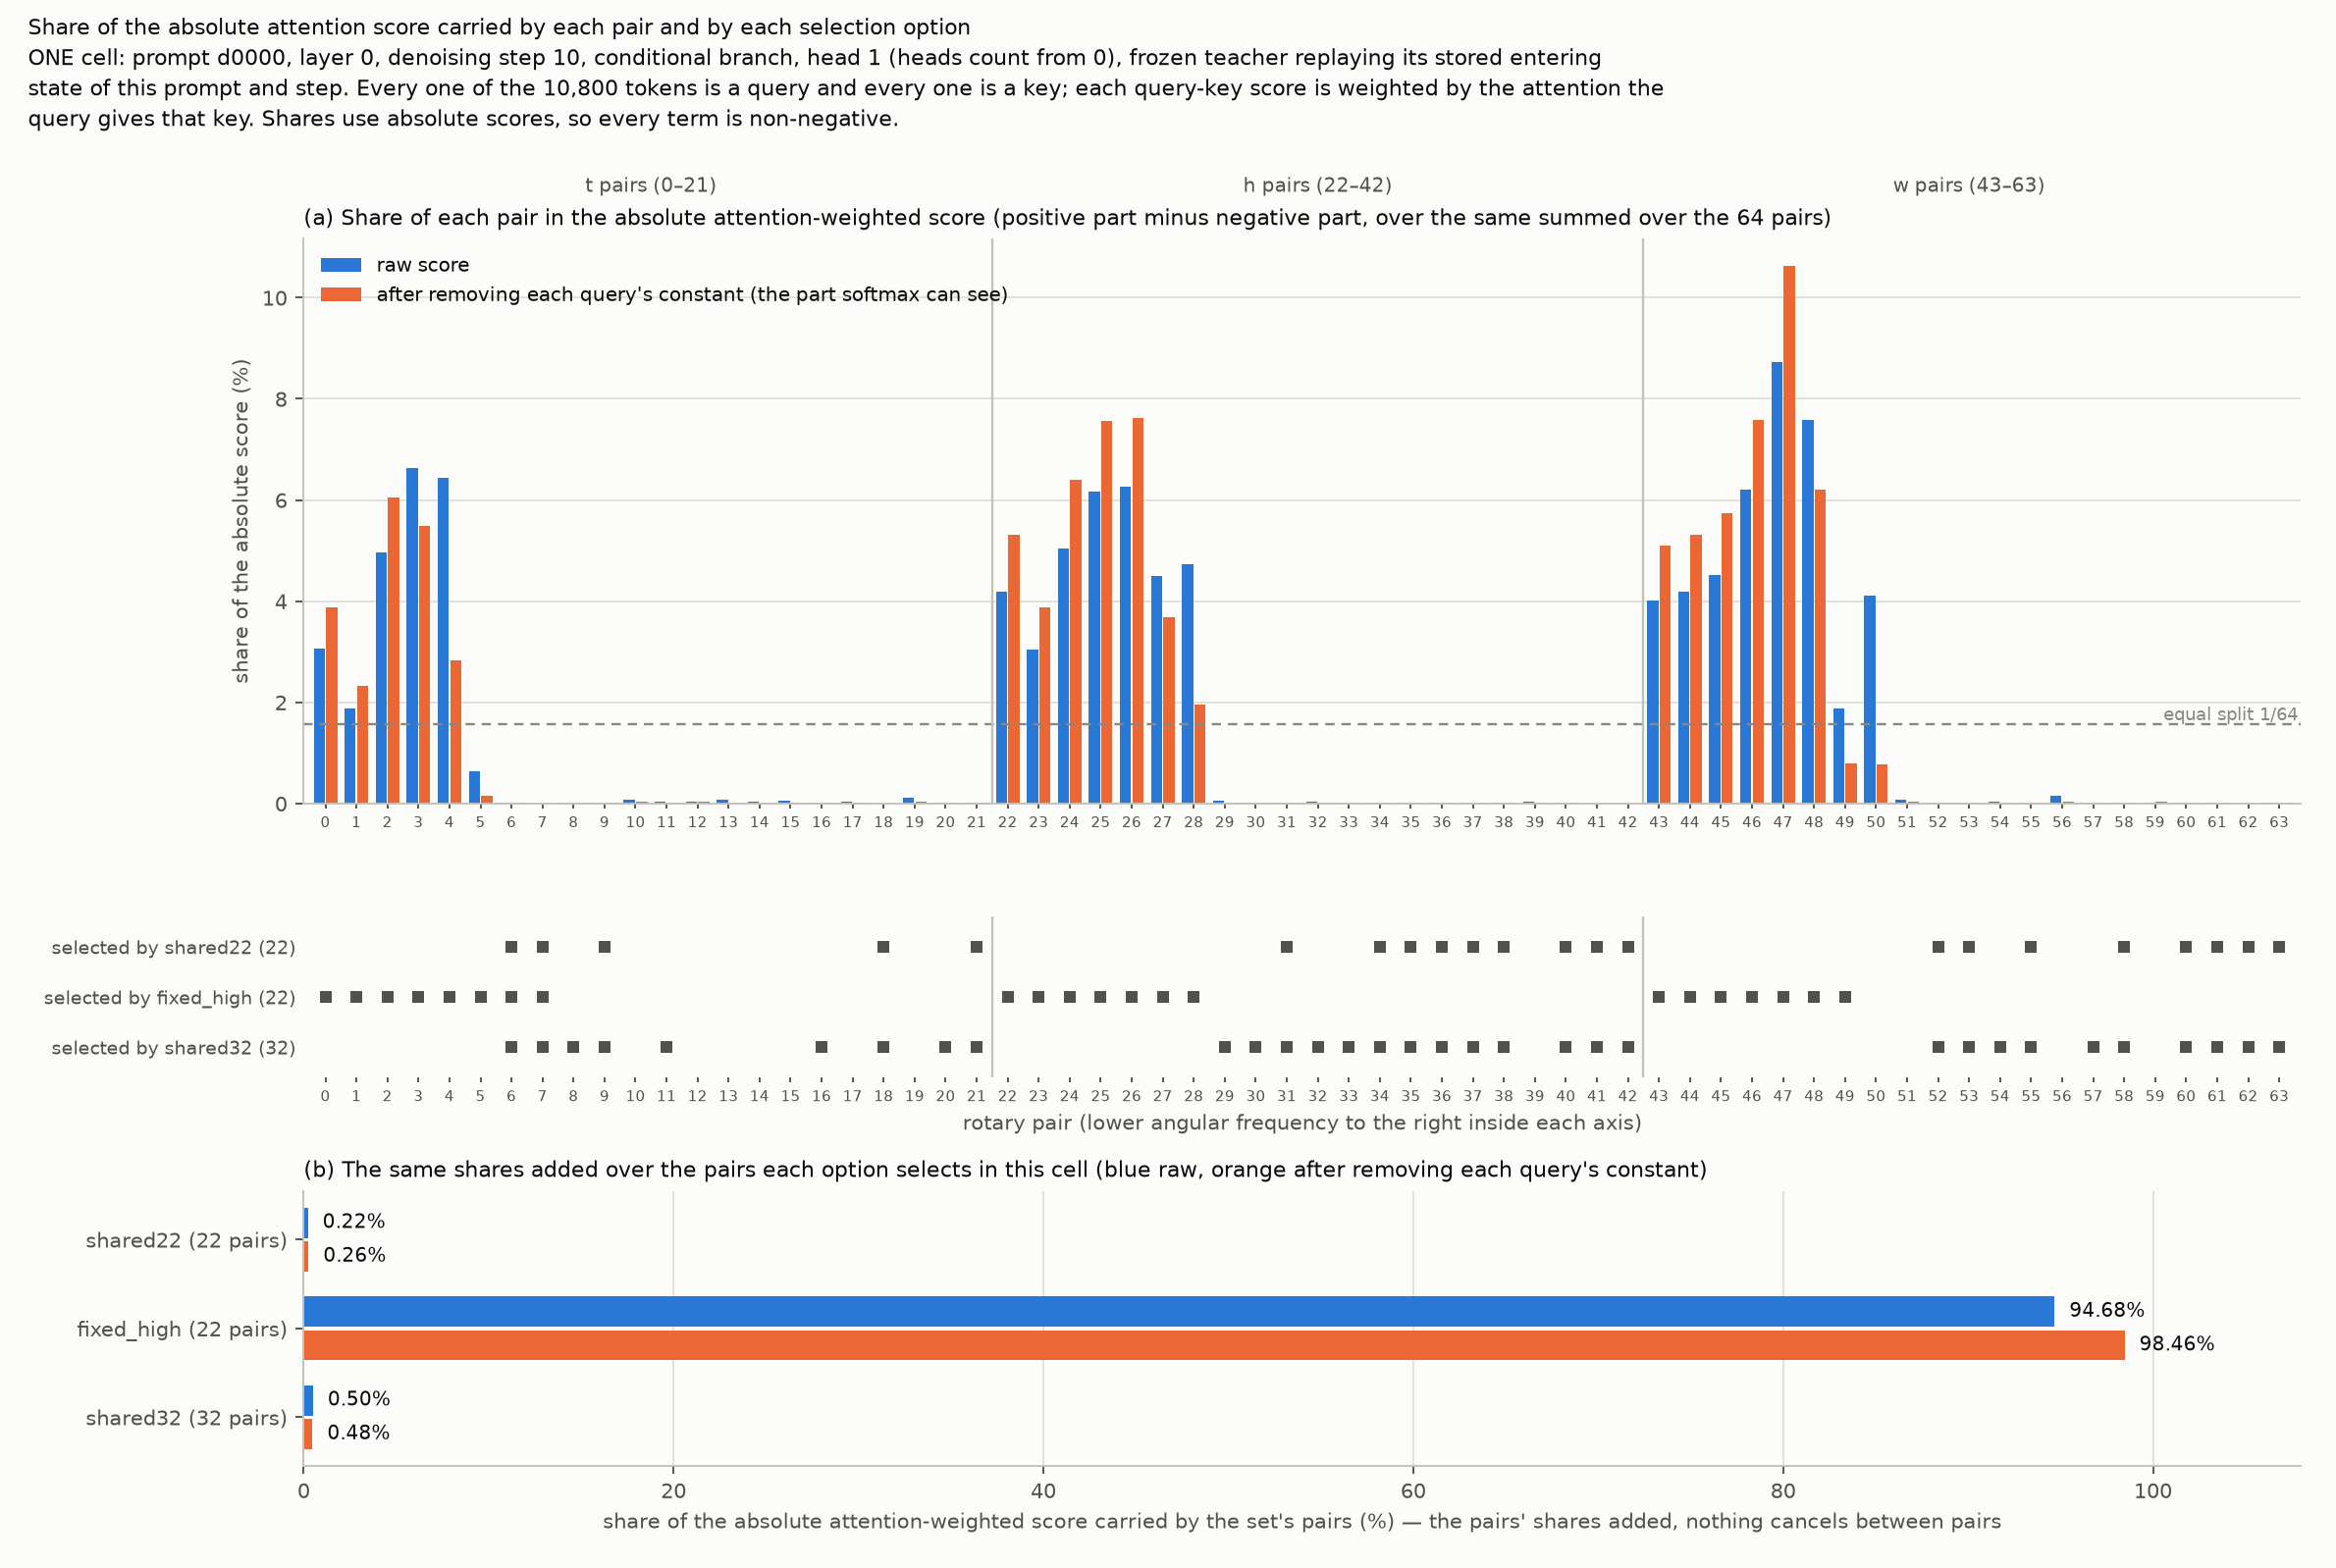 Share of the absolute attention score carried by each pair and by each selection option
ONE cell: prompt d0000, layer 0, denoising step 10, conditional branch, head 1 (heads count from 0), frozen teacher replaying its stored entering
state of this prompt and step. Every one of the 10,800 tokens is a query and every one is a key; each query-key score is weighted by the attention the
query gives that key. Shares use absolute scores, so every term is non-negative.
t pairs (0–21) h pairs (22–42) w pairs (43–63)
(a) Share of each pair in the absolute attention-weighted score (positive part minus negative part, over the same summed over the 64 pairs)
raw score
after removing each query's constant (the part softmax can see)
share of the absolute score (%)
10
8
6
4
2
0
equal split 1/64
0 1 2 3 4 5 6 7 8 9 10 11 12 13 14 15 16 17 18 19 20 21 22 23 24 25 26 27 28 29 30 31 32 33 34 35 36 37 38 39 40 41 42 43 44 45 46 47 48 49 50 51 52 53 54 55 56 57 58 59 60 61 62 63
selected by shared22 (22)
selected by fixed_high (22)
selected by shared32 (32)
0 1 2 3 4 5 6 7 8 9 10 11 12 13 14 15 16 17 18 19 20 21 22 23 24 25 26 27 28 29 30 31 32 33 34 35 36 37 38 39 40 41 42 43 44 45 46 47 48 49 50 51 52 53 54 55 56 57 58 59 60 61 62 63
rotary pair (lower angular frequency to the right inside each axis)
(b) The same shares added over the pairs each option selects in this cell (blue raw, orange after removing each query's constant)
shared22 (22 pairs)
0.22%
0.26%
fixed_high (22 pairs)
94.68%
98.46%
shared32 (32 pairs)
0.50%
0.48%
0 20 40 60 80 100
share of the absolute attention-weighted score carried by the set's pairs (%) — the pairs' shares added, nothing cancels between pairs